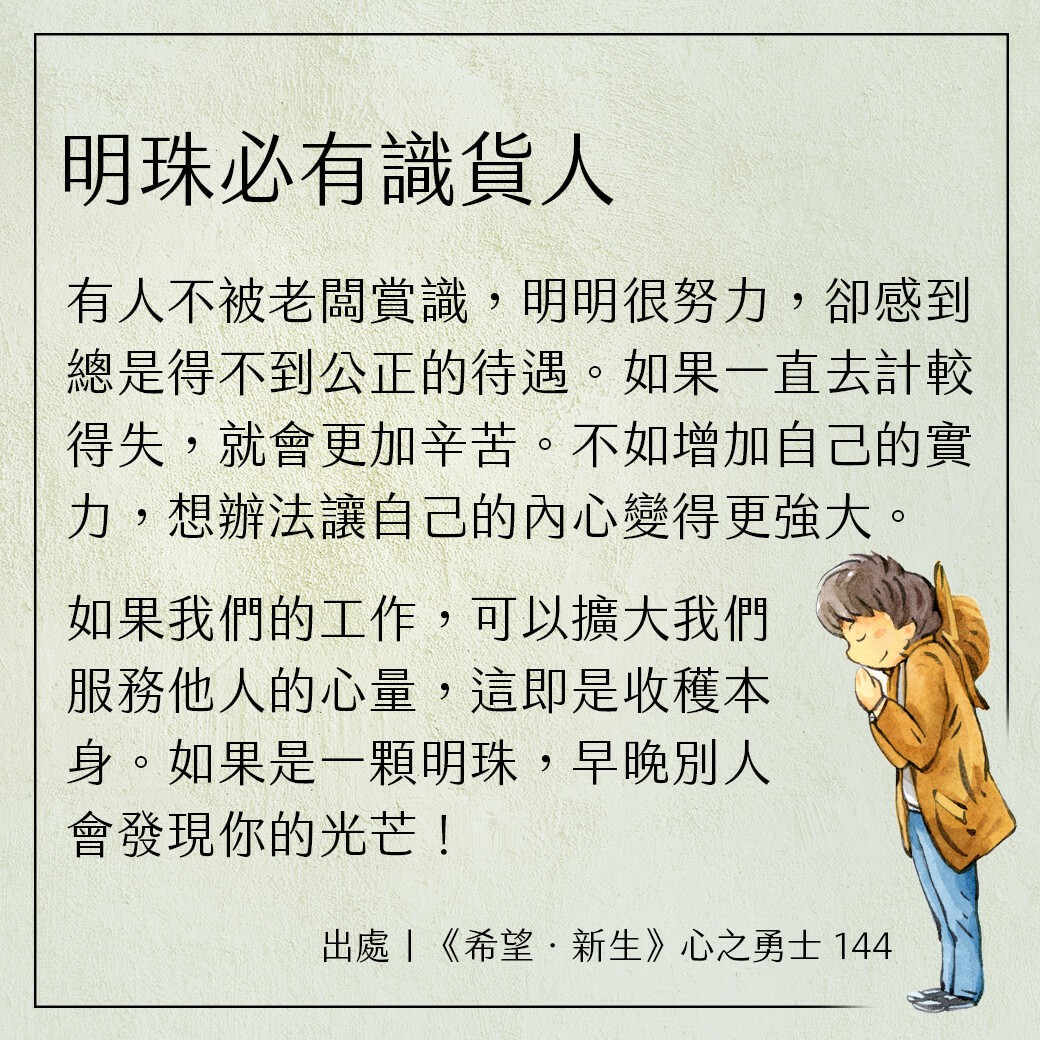 明珠必有識貨人
有人不被老闆賞識，明明很努力，卻感到
總是得不到公正的待遇。如果一直去計較
得失，就會更加辛苦。不如增加自己的實
力，想辦法讓自己的內心變得更強大。
如果我們的工作，可以擴大我們
服務他人的心量，這即是收穫本
身。如果是一顆明珠，早晚別人
會發現你的光芒！
出處｜《希望．新生》心之勇士 144